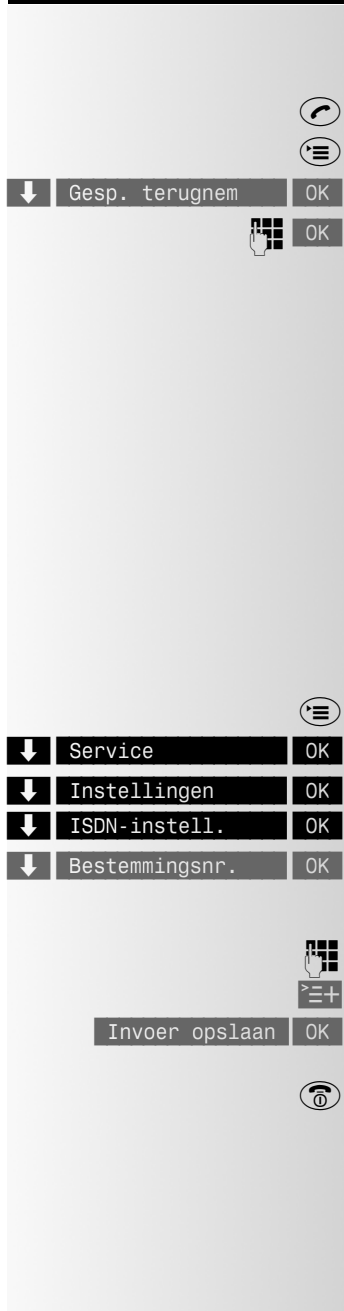 Gesp. terugnem OK
OK
Service OK
Instellingen OK
ISDN-instell. OK
Bestemmingsnr. OK
Invoer opslaan OK